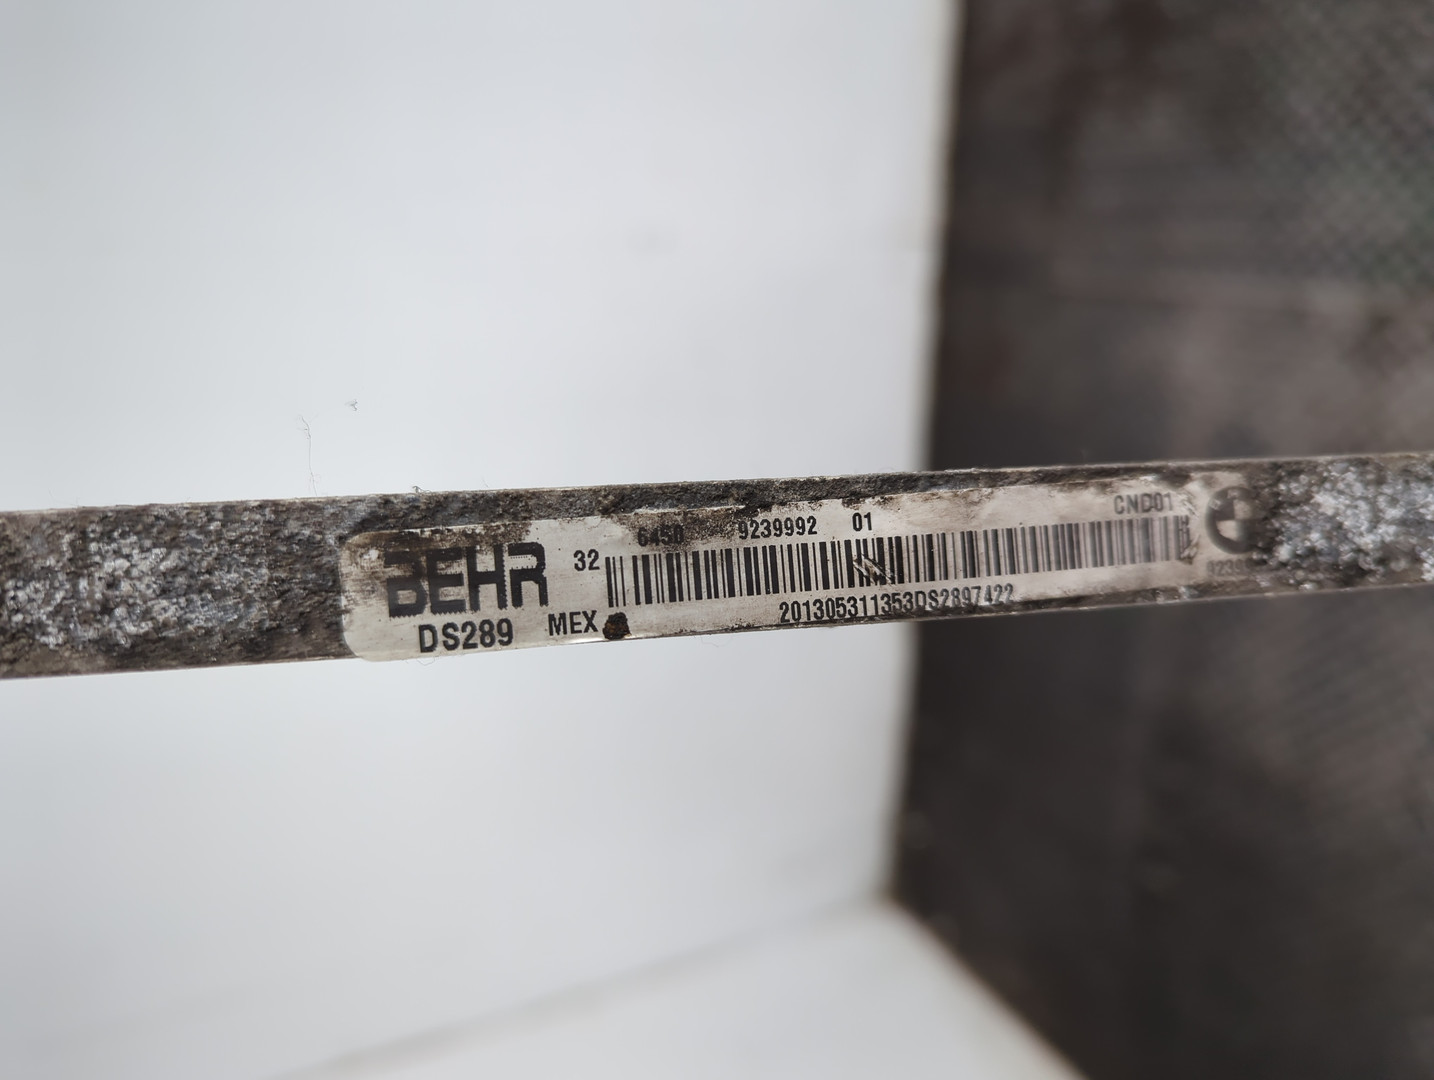 BEHR
32
6450 9239992 01
CND01
DS289
MEX
201305311353DS2897422